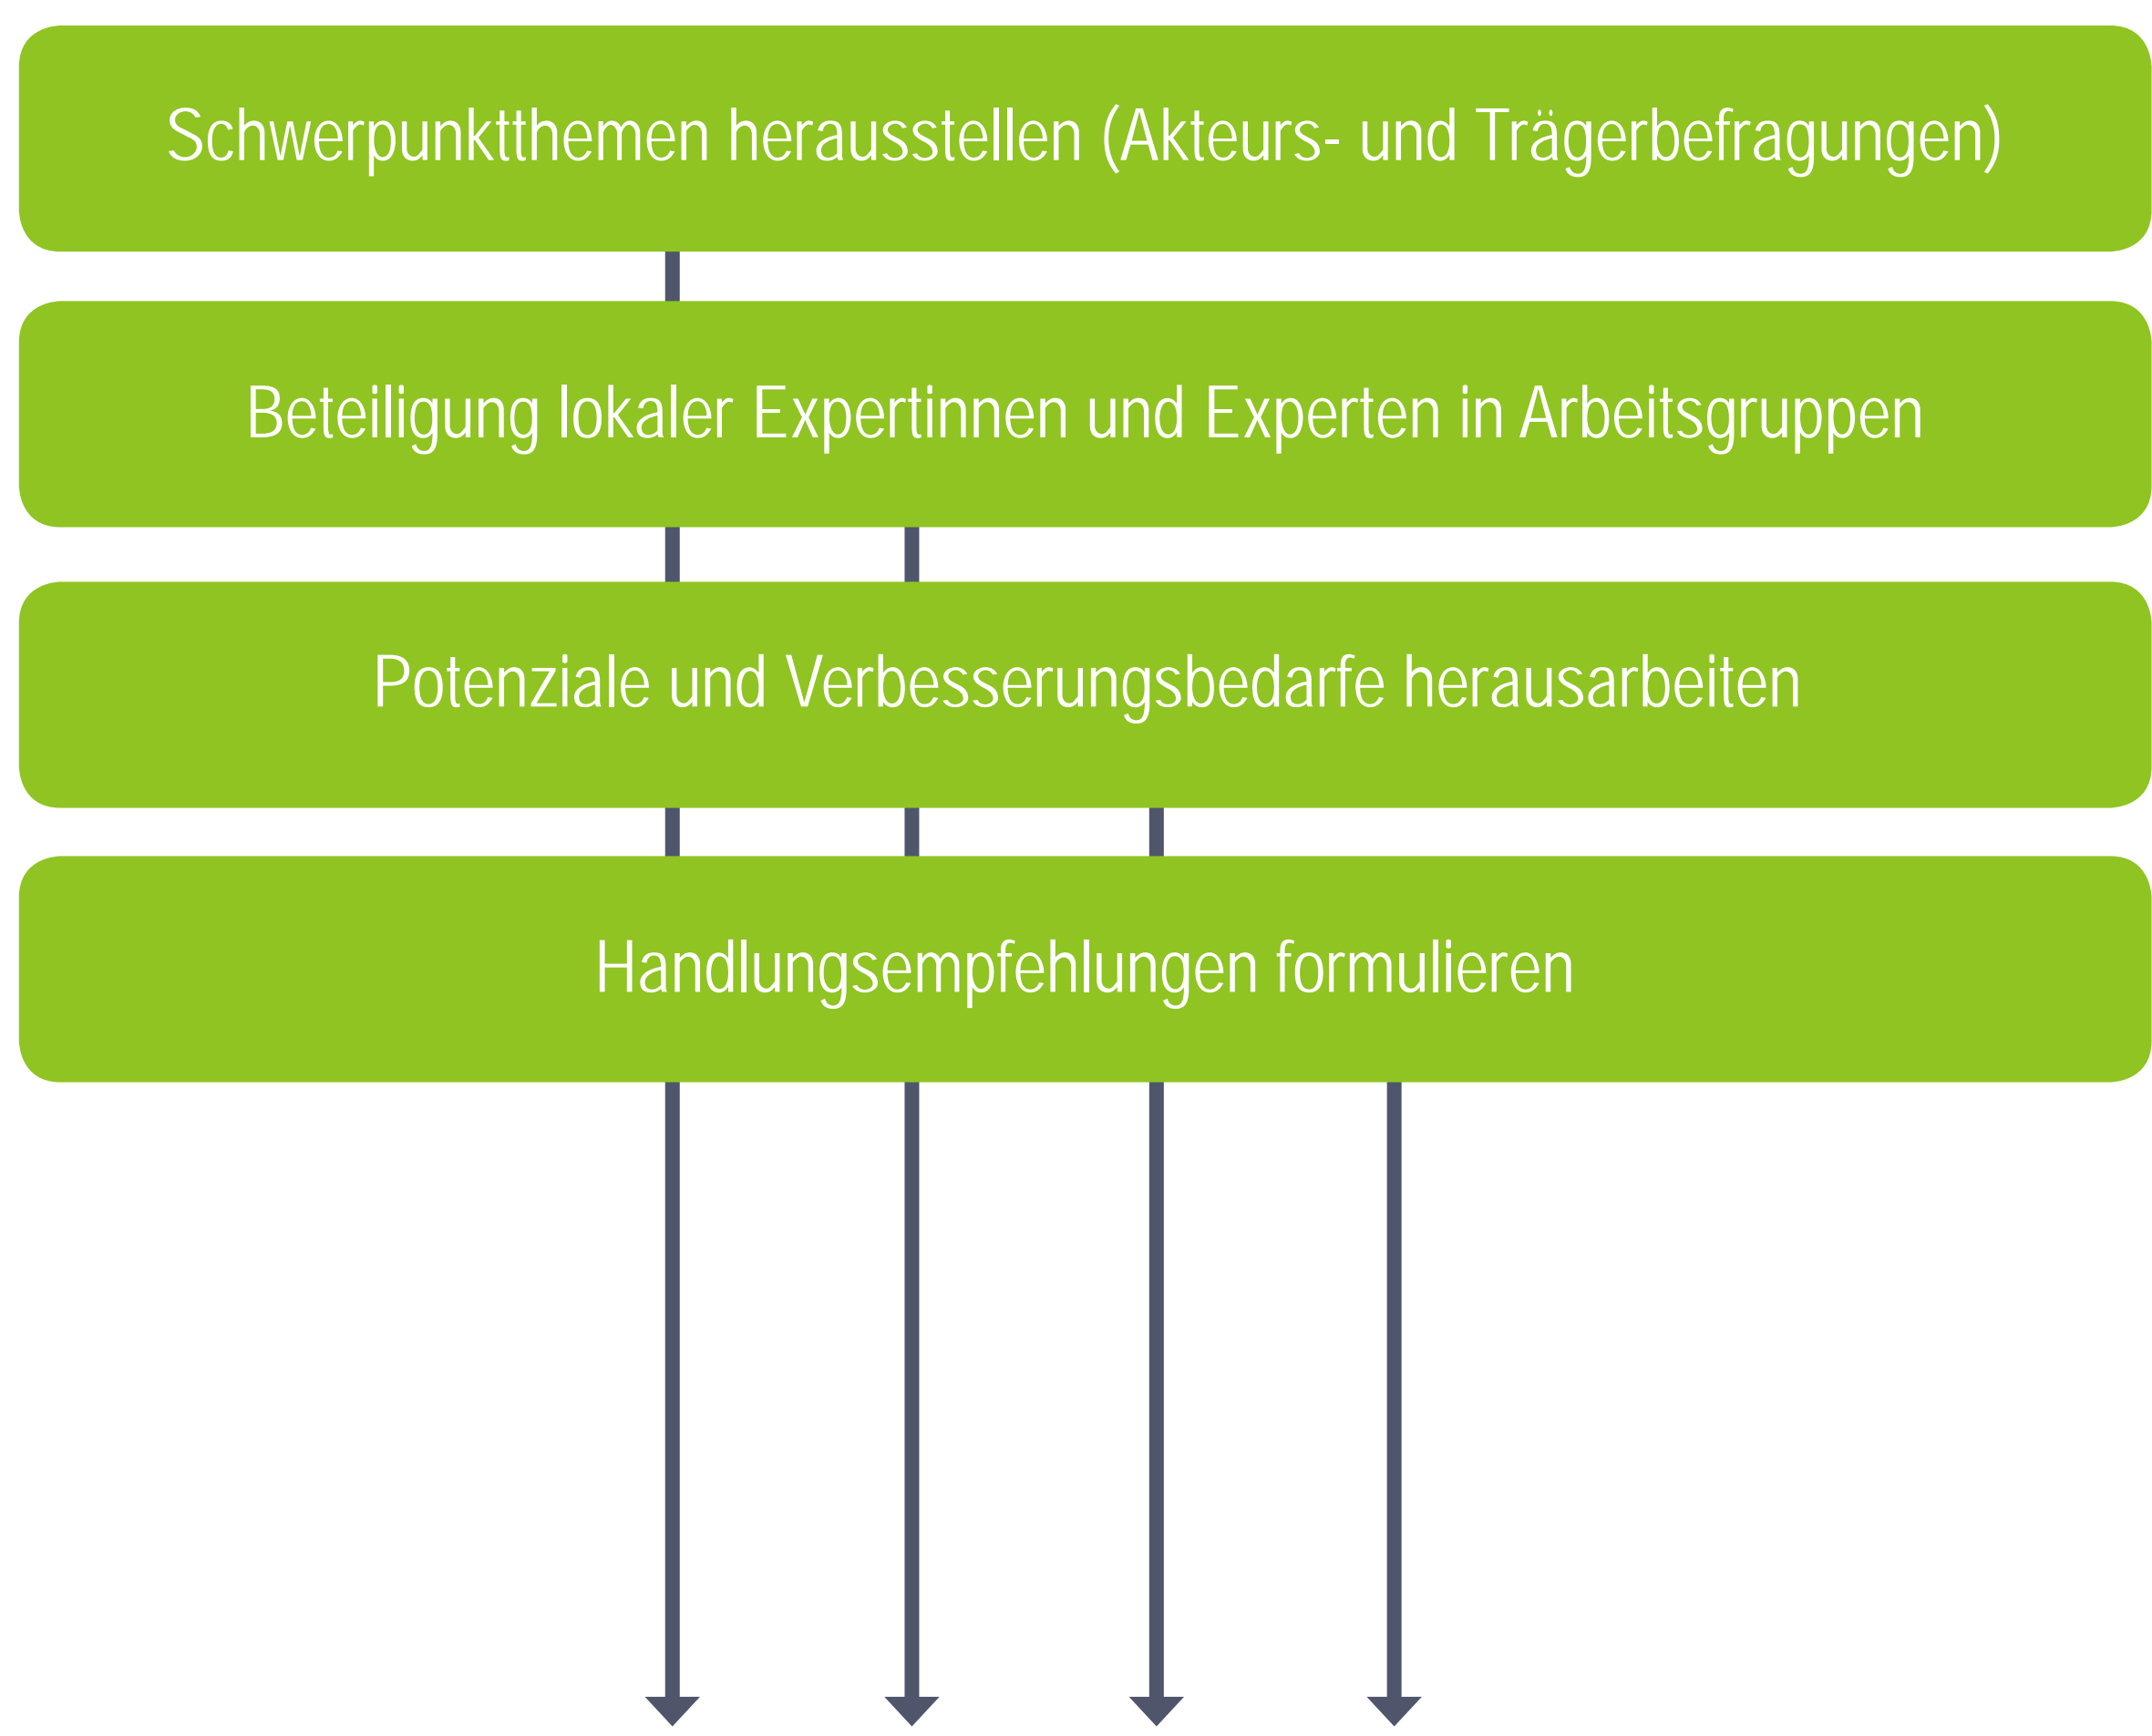 Schwerpunktthemen herausstellen (Akteurs- und Trägerbefragungen)
Beteiligung lokaler Expertinnen und Experten in Arbeitsgruppen
Potenziale und Verbesserungsbedarfe herausarbeiten
Handlungsempfehlungen formulieren